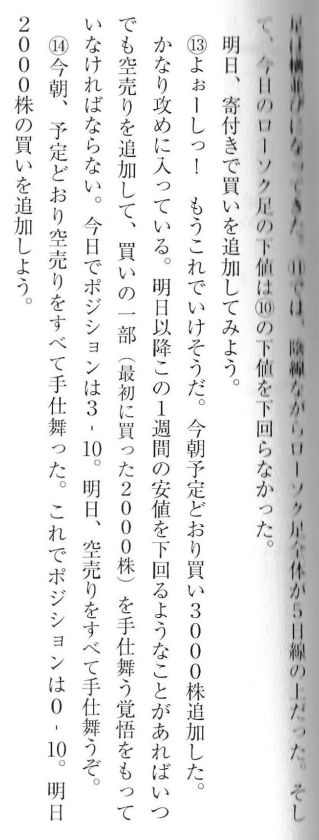 足は横並びになってきた。⑪では、陰線ながらローソク足全体が5日線の上だった。そし
て、今日のローソク足の下値は⑩の下値を下回らなかった。
明日、寄付きで買いを追加してみよう。
⑬よぉーしっ！　もうこれでいけそうだ。今朝予定どおり買い3000株追加した。
かなり攻めに入っている。明日以降この1週間の安値を下回るようなことがあればいつ
でも空売りを追加して、買いの一部（最初に買った2000株）を手仕舞う覚悟をもって
いなければならない。今日でポジションは3-10。明日、空売りをすべて手仕舞うぞ。
⑭今朝、予定どおり空売りをすべて手仕舞った。これでポジションは0-10。明日
2000株の買いを追加しよう。